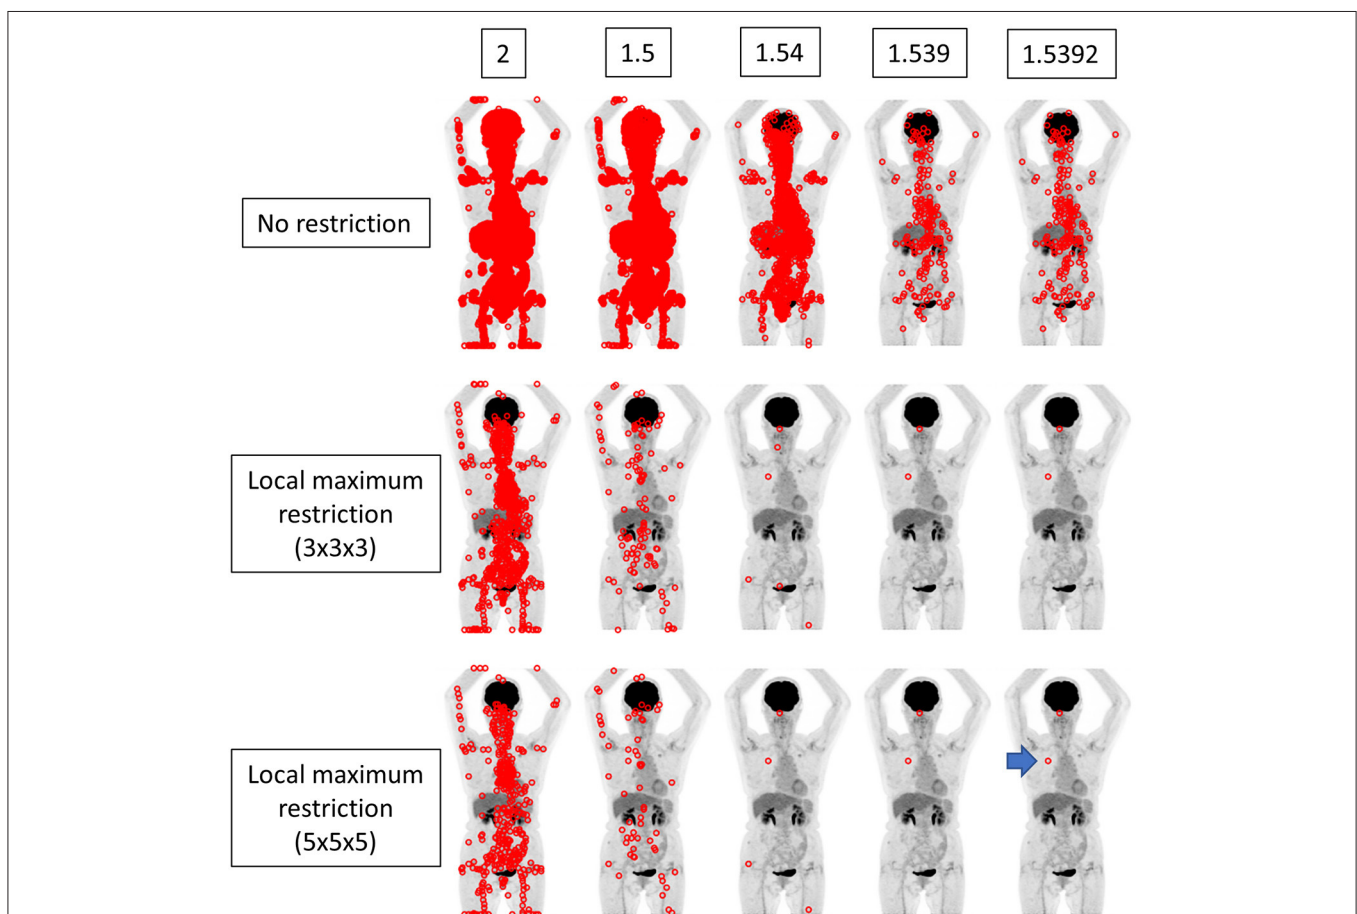 2
1.5
1.54
1.539
1.5392
No restriction
Local maximum
restriction
(3x3x3)
Local maximum
restriction
(5x5x5)